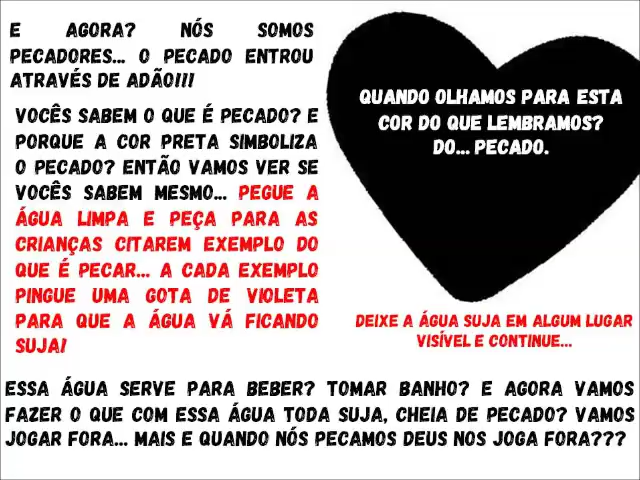 E AGORA? NÓS SOMOS
PECADORES... O PECADO ENTROU
ATRAVÉS DE ADÃO!!!
VOCÊS SABEM O QUE É PECADO? E
PORQUE A COR PRETA SIMBOLIZA
O PECADO? ENTÃO VAMOS VER SE
VOCÊS SABEM MESMO... PEGUE A
ÁGUA LIMPA E PEÇA PARA AS
CRIANÇAS CITAREM EXEMPLO DO
QUE É PECAR... A CADA EXEMPLO
PINGUE UMA GOTA DE VIOLETA
PARA QUE A ÁGUA VÁ FICANDO
SUJA!
QUANDO OLHAMOS PARA ESTA
COR DO QUE LEMBRAMOS?
DO... PECADO.
DEIXE A ÁGUA SUJA EM ALGUM LUGAR
VISÍVEL E CONTINUE...
ESSA ÁGUA SERVE PARA BEBER? TOMAR BANHO? E AGORA VAMOS
FAZER O QUE COM ESSA ÁGUA TODA SUJA, CHEIA DE PECADO? VAMOS
JOGAR FORA... MAIS E QUANDO NÓS PECAMOS DEUS NOS JOGA FORA???